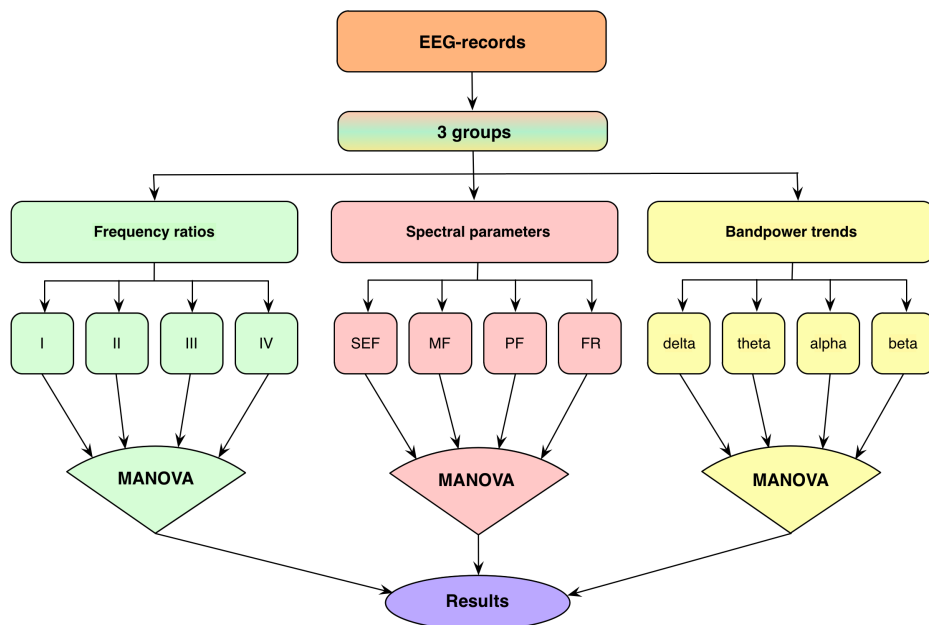 EEG-records
3 groups
Frequency ratios
Spectral parameters
Bandpower trends
I
II
III
IV
SEF
MF
PF
FR
delta
theta
alpha
beta
MANOVA
MANOVA
MANOVA
Results